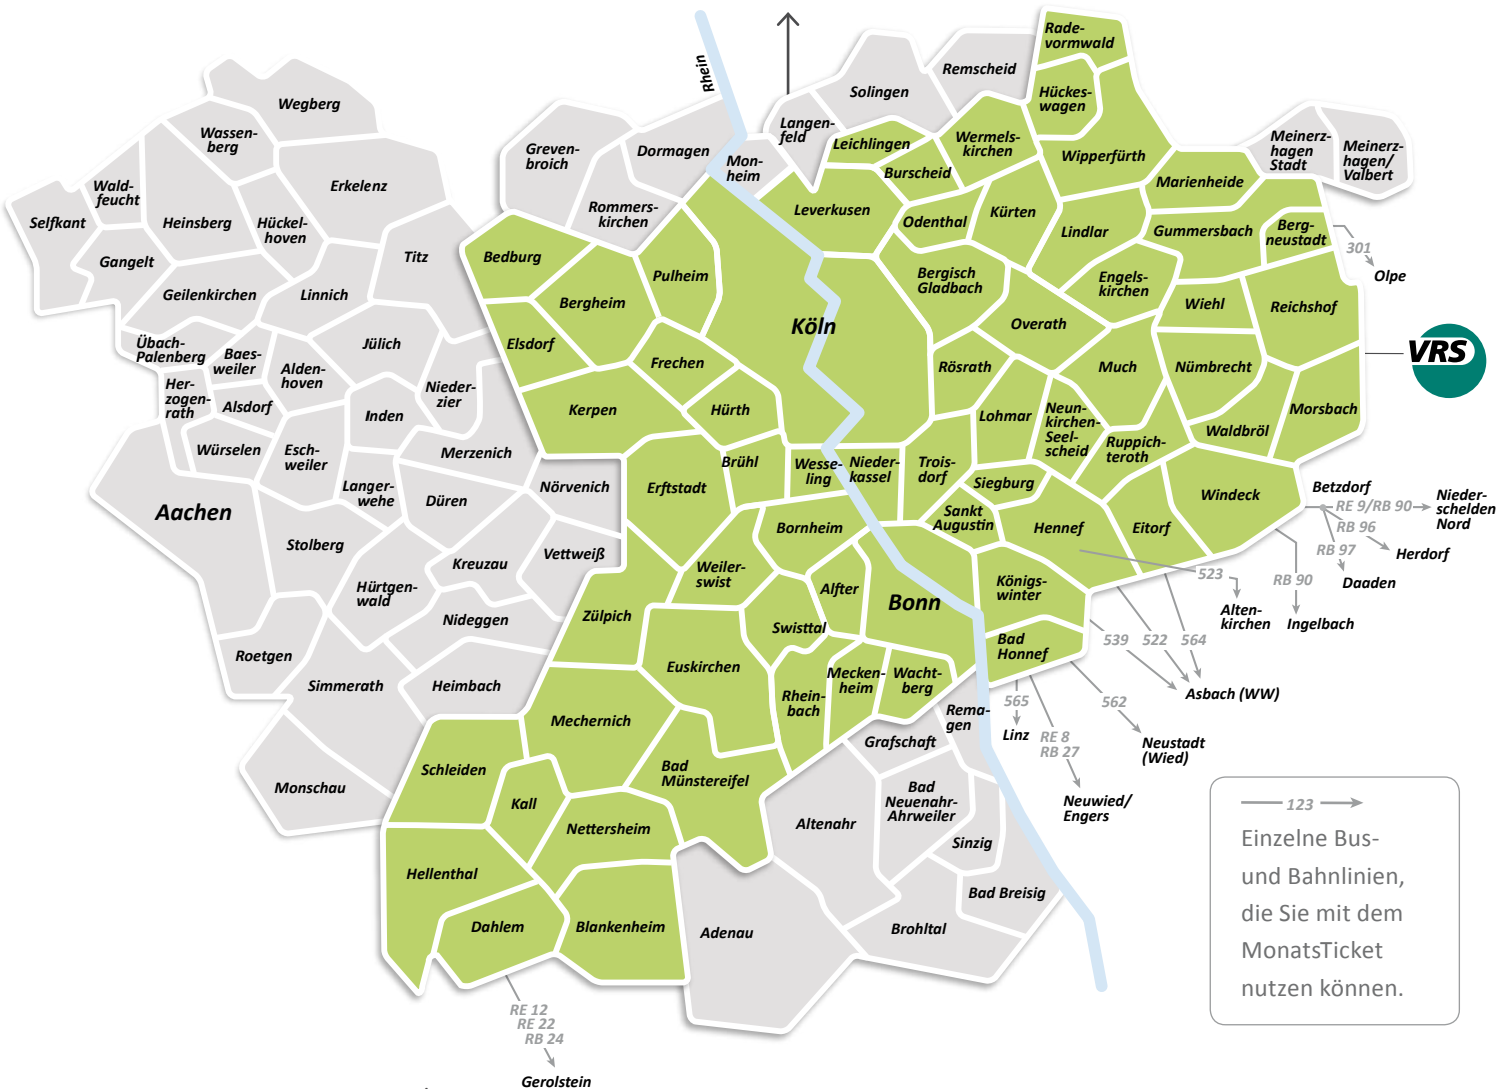 Rade-
vormwald
Remscheid
Solingen
Rhein
Hückes-
wagen
Wegberg
Langen-
feld
Wassen-
berg
Leichlingen
Wermels-
kirchen
Wipperfürth
Meinerz-
hagen
Stadt
Meinerz-
hagen/
Valbert
Greven-
broich
Dormagen
Mon-
heim
Burscheid
Marienheide
Wald-
feucht
Erkelenz
Selfkant
Heinsberg
Hückel-
hoven
Rommers-
kirchen
Leverkusen
Odenthal
Kürten
Lindlar
Gummersbach
Berg-
neustadt
301
Olpe
Gangelt
Titz
Bedburg
Pulheim
Bergisch
Gladbach
Engels-
kirchen
Geilenkirchen
Linnich
Bergheim
Wiehl
Reichshof
Köln
Overath
Übach-
Palenberg
Baes-
weiler
Jülich
Elsdorf
VRS
Alden-
hoven
Frechen
Rösrath
Much
Nümbrecht
Her-
zogen-
rath
Nieder-
zier
Alsdorf
Inden
Kerpen
Hürth
Lohmar
Neun-
kirchen-
Seel-
scheid
Morsbach
Waldbröl
Würselen
Esch-
weiler
Merzenich
Ruppich-
teroth
Brühl
Wesse-
ling
Nieder-
kassel
Trois-
dorf
Siegburg
Langer-
wehe
Düren
Nörvenich
Erftstadt
Windeck
Betzdorf
Nieder-
schelden
Nord
RE 9/RB 90
RB 96
Herdorf
RB 97
Daaden
Aachen
Sankt
Augustin
Hennef
Eitorf
Bornheim
Stolberg
Vettweiß
Kreuzau
Weiler-
swist
523
Alten-
kirchen
RB 90
Ingelbach
Hürtgen-
wald
Alfter
Bonn
Königs-
winter
Nideggen
Zülpich
Swisttal
539
522
564
Asbach (WW)
Roetgen
Bad
Honnef
Euskirchen
Simmerath
Heimbach
Rhein-
bach
Mecken-
heim
Wacht-
berg
565
Linz
562
Neustadt
(Wied)
Rema-
gen
Mechernich
Grafschaft
RE 8
RB 27
Neuwied/
Engers
Schleiden
Bad
Münstereifel
Monschau
Kall
Bad
Neuenahr-
Ahrweiler
Nettersheim
Altenahr
Sinzig
123
Einzelne Bus-
und Bahnlinien,
die Sie mit dem
MonatsTicket
nutzen können.
Hellenthal
Bad Breisig
Dahlem
Blankenheim
Adenau
Brohltal
RE 12
RE 22
RB 24
Gerolstein